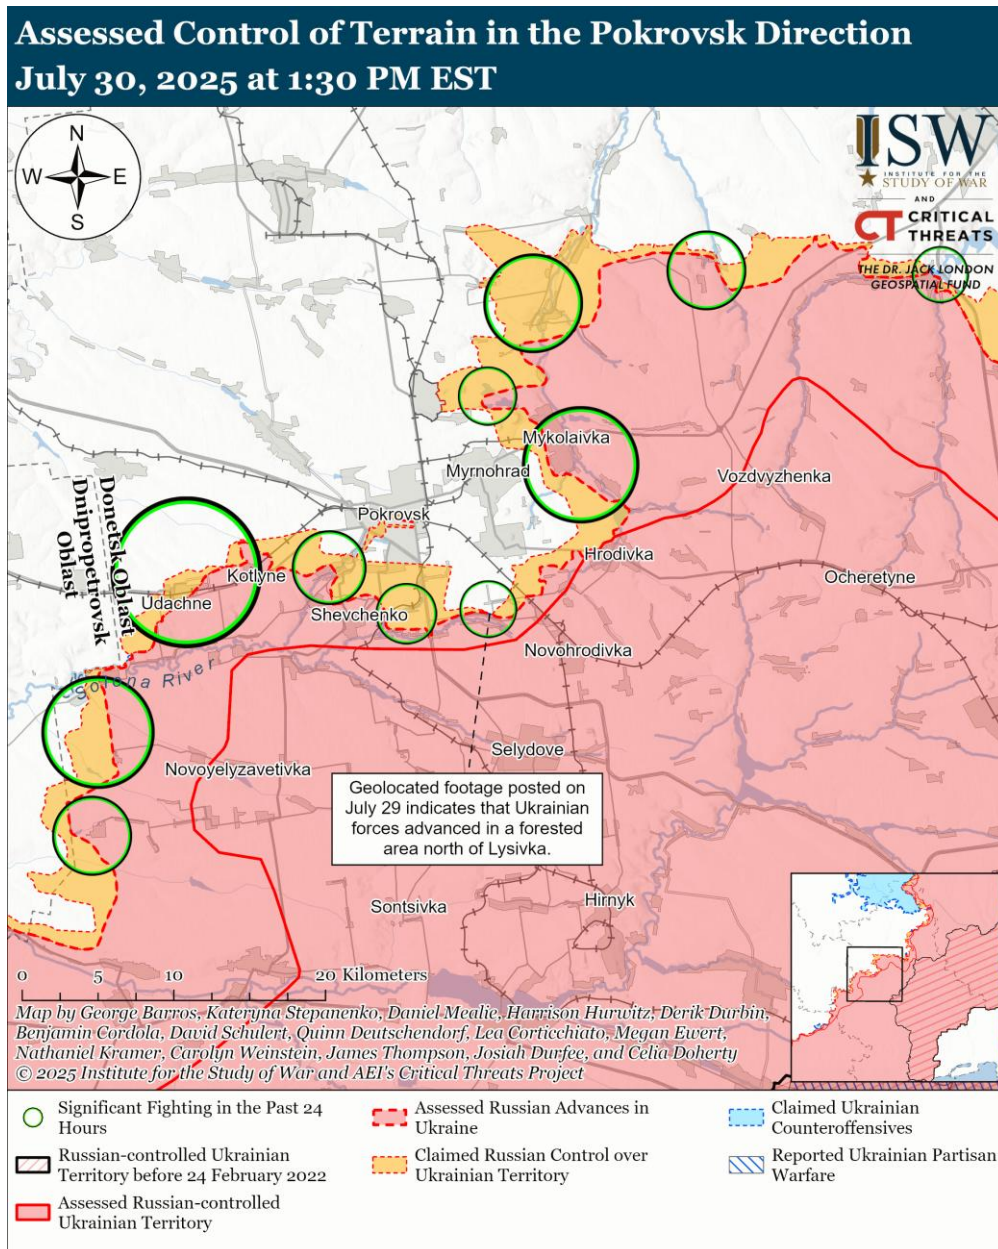 Assessed Control of Terrain in the Pokrovsk Direction
July 30, 2025 at 1:30 PM EST
N
W
E
S
ISW
INSTITUTE FOR THE
STUDY OF WAR
AND
CT CRITICAL
THREATS
THE DR. JACK LONDON
GEOSPATIAL FUND
Mykolaivka
Myrnohrad
Vozdvyzhenka
Pokrovsk
Donetsk Oblast
Dnipropetrovsk
Oblast
Hrodivka
Kotlyne
Ocheretyne
Udachne
Shevchenko
Novohrodivka
Solona River
Selydove
Novoyelyzavetivka
Geolocated footage posted on
July 29 indicates that Ukrainian
forces advanced in a forested
area north of Lysivka.
Sontsivka
Hirnyk
0 5 10 20 Kilometers
Map by George Barros, Kateryna Stepanenko, Daniel Mealie, Harrison Hurwitz, Derik Durbin,
Benjamin Cordola, David Schulert, Quinn Deutschendorf, Lea Corticchiato, Megan Ewert,
Nathaniel Kramer, Carolyn Weinstein, James Thompson, Josiah Durfee, and Celia Doherty
© 2025 Institute for the Study of War and AEI's Critical Threats Project
Significant Fighting in the Past 24
Hours
Russian-controlled Ukrainian
Territory before 24 February 2022
Assessed Russian-controlled
Ukrainian Territory
Assessed Russian Advances in
Ukraine
Claimed Russian Control over
Ukrainian Territory
Claimed Ukrainian
Counteroffensives
Reported Ukrainian Partisan
Warfare